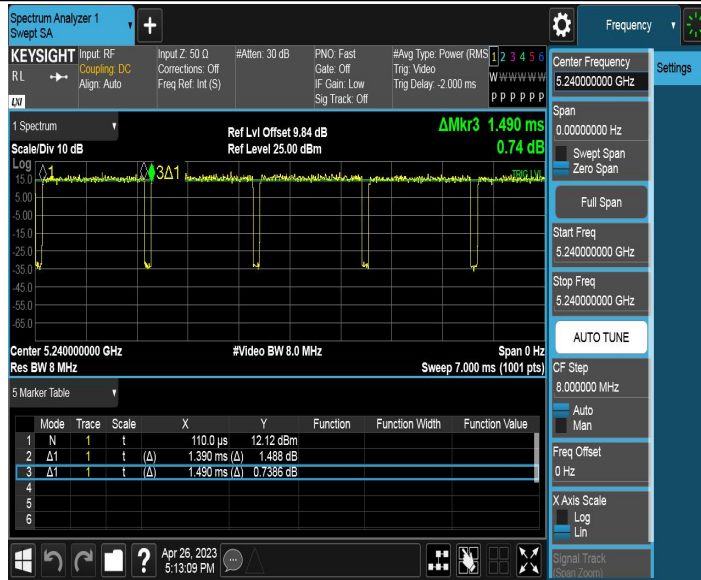 Spectrum Analyzer 1
Swept SA
+
Frequency
KEYSIGHT
RL
LXI
Input: RF
Coupling: DC
Align: Auto
Input Z: 50 Ω
Corrections: Off
Freq Ref: Int (S)
#Atten: 30 dB
PNO: Fast
Gate: Off
IF Gain: Low
Sig Track: Off
#Avg Type: Power (RMS
Trig: Video
Trig Delay: -2.000 ms
1 2 3 4 5 6
W W W W W W
P P P P P P
1 Spectrum
Scale/Div 10 dB
Ref Lvl Offset 9.84 dB
Ref Level 25.00 dBm
ΔMkr3 1.490 ms
0.74 dB
Log
1
3Δ1
TRIG LVL
15.0
5.00
-5.00
-15.0
-25.0
-35.0
-45.0
-55.0
-65.0
Center 5.240000000 GHz
Res BW 8 MHz
#Video BW 8.0 MHz
Span 0 Hz
Sweep 7.000 ms (1001 pts)
5 Marker Table
Mode Trace Scale X Y Function Function Width Function Value
1 N 1 t 110.0 µs 12.12 dBm
2 Δ1 1 t (Δ) 1.390 ms (Δ) 1.488 dB
3 Δ1 1 t (Δ) 1.490 ms (Δ) 0.7386 dB
4
5
6
?
Apr 26, 2023
5:13:09 PM
Center Frequency
5.240000000 GHz
Settings
Span
0.00000000 Hz
Swept Span
Zero Span
Full Span
Start Freq
5.240000000 GHz
Stop Freq
5.240000000 GHz
AUTO TUNE
CF Step
8.000000 MHz
Auto
Man
Freq Offset
0 Hz
X Axis Scale
Log
Lin
Signal Track
(Span Zoom)